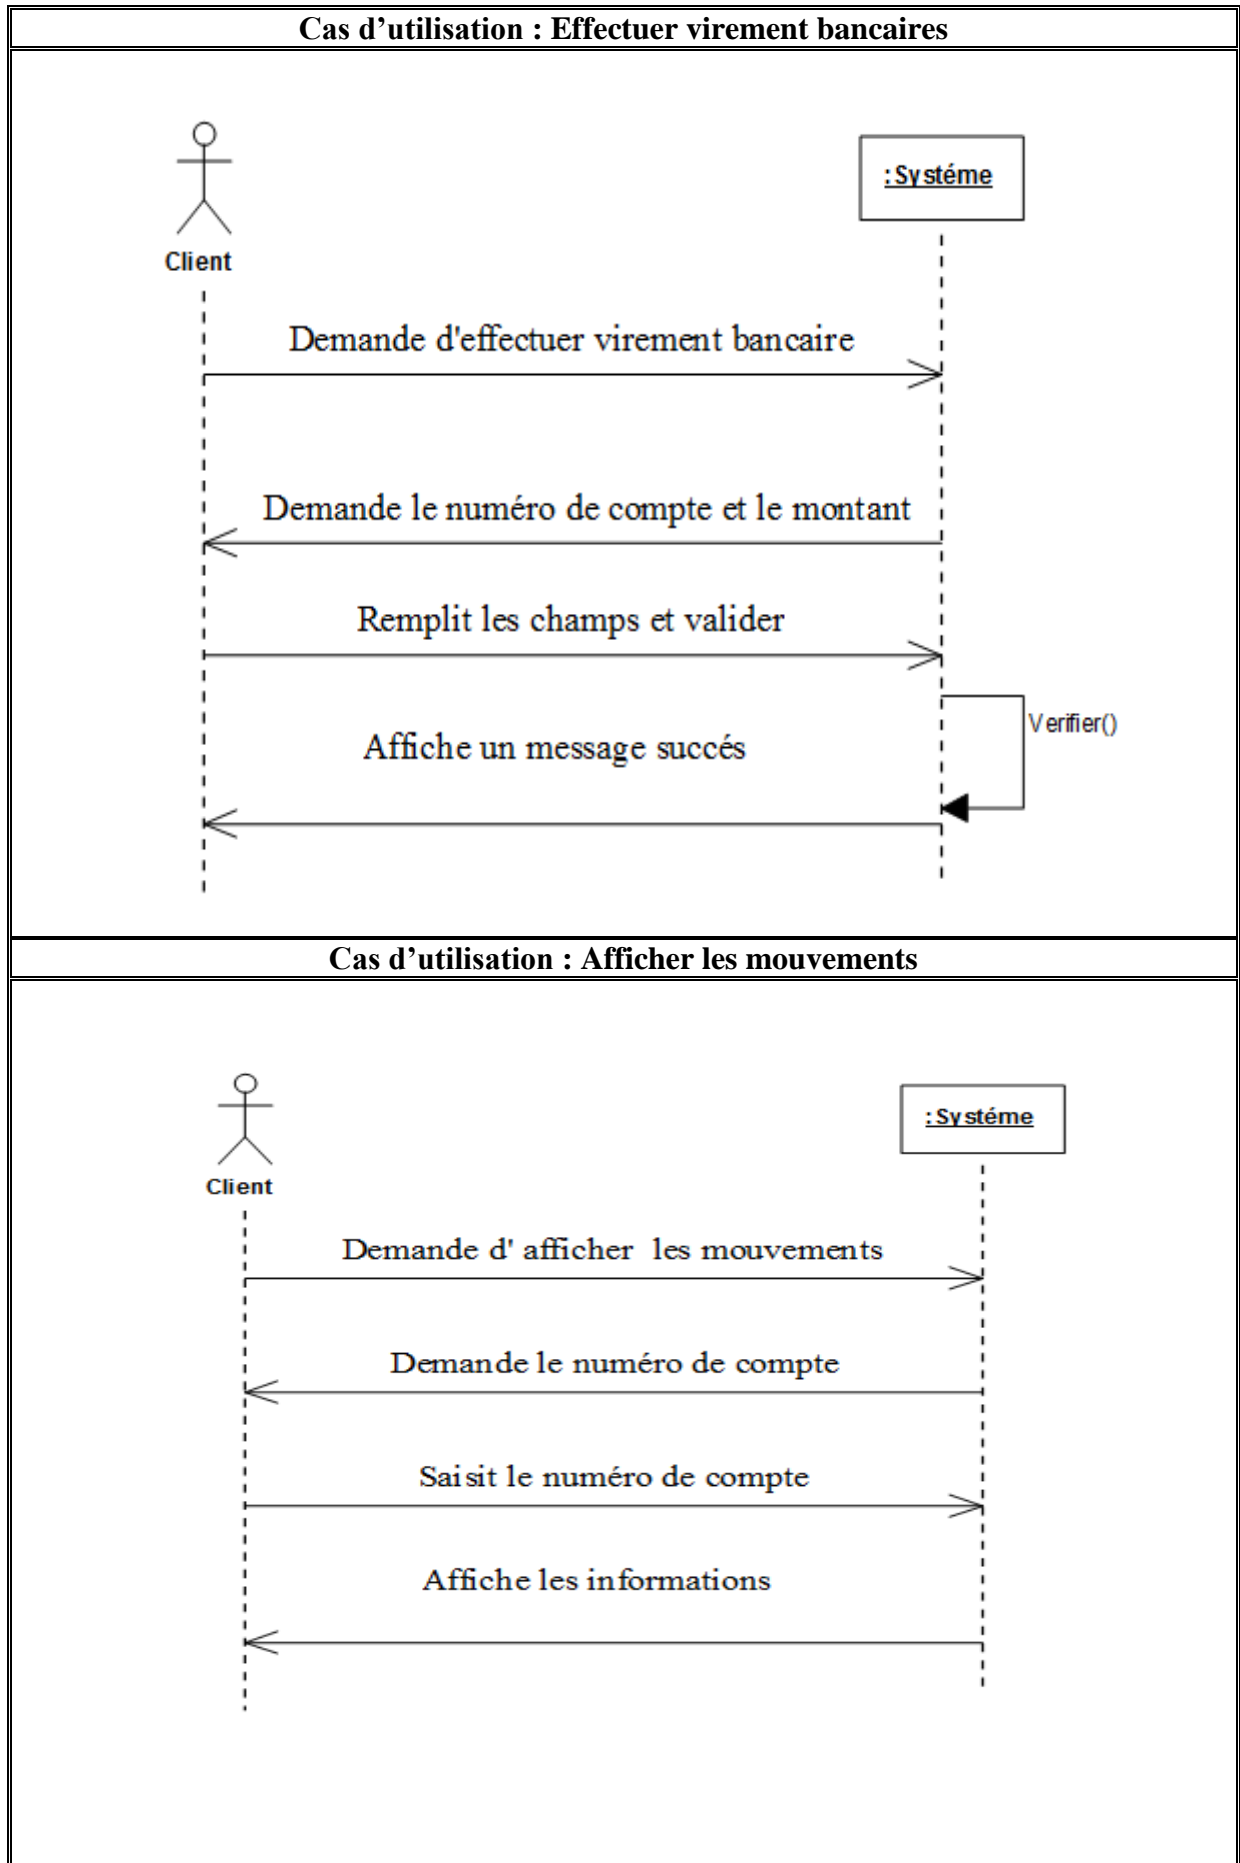 Cas d’utilisation : Effectuer virement bancaires
:Systéme
Client
Demande d'effectuer virement bancaire
Demande le numéro de compte et le montant
Remplit les champs et valider
Verifier()
Affiche un message succés
Cas d’utilisation : Afficher les mouvements
:Systéme
Client
Demande d' afficher les mouvements
Demande le numéro de compte
Saisit le numéro de compte
Affiche les informations